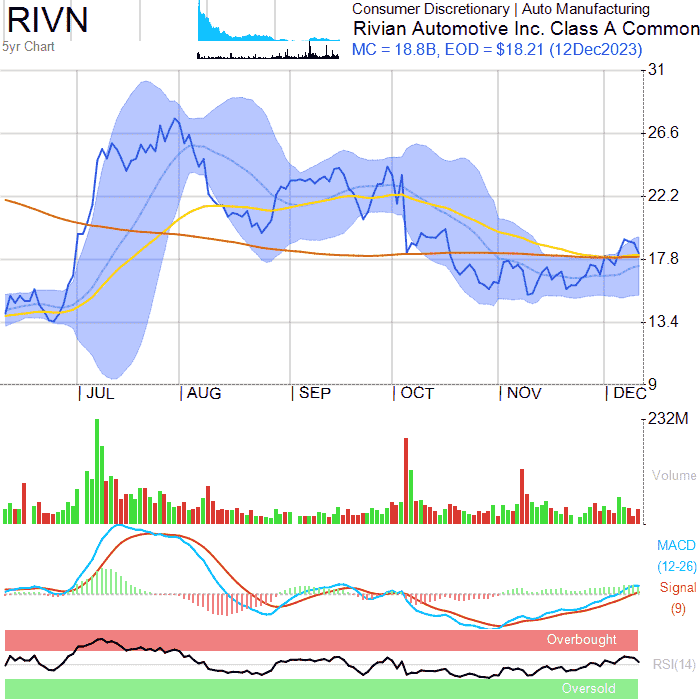 RIVN
5yr Chart
Consumer Discretionary | Auto Manufacturing
Rivian Automotive Inc. Class A Common
MC = 18.8B, EOD = $18.21 (12Dec2023)
31
26.6
22.2
17.8
13.4
9
| JUL | AUG | SEP | OCT | NOV | DEC
232M
Volume
MACD
(12-26)
Signal
(9)
Overbought
RSI(14)
Oversold